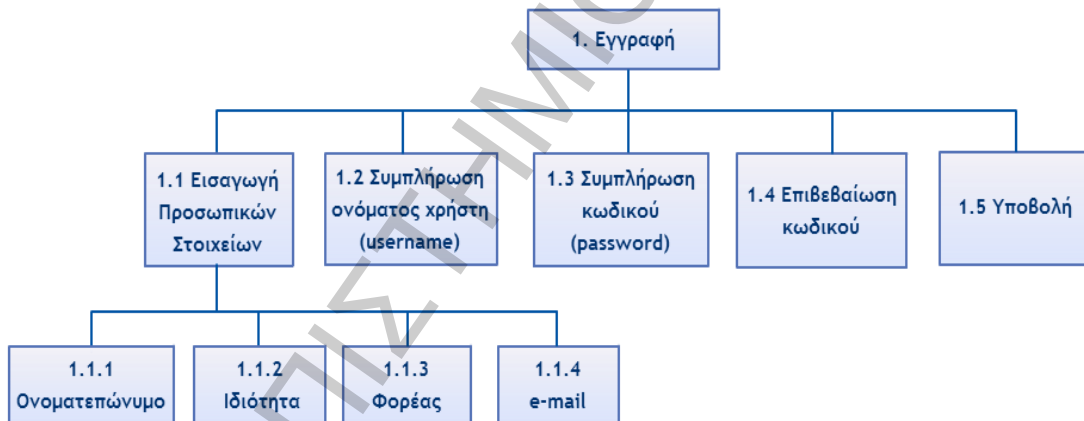 1. Εγγραφή
1.1 Εισαγωγή
Προσωπικών
Στοιχείων
1.2 Συμπλήρωση
ονόματος χρήστη
(username)
1.3 Συμπλήρωση
κωδικού
(password)
1.4 Επιβεβαίωση
κωδικού
1.5 Υποβολή
1.1.1
Ονοματεπώνυμο
1.1.2
Ιδιότητα
1.1.3
Φορέας
1.1.4
e-mail